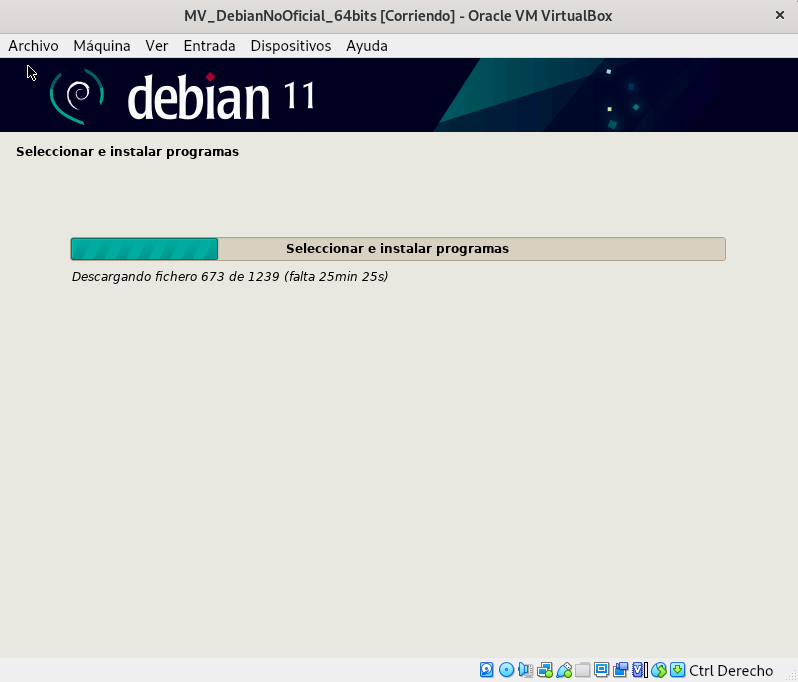 MV_DebianNoOficial_64bits [Corriendo] - Oracle VM VirtualBox
Archivo Máquina Ver Entrada Dispositivos Ayuda
debian 11
Seleccionar e instalar programas
Seleccionar e instalar programas
Descargando fichero 673 de 1239 (falta 25min 25s)
Ctrl Derecho